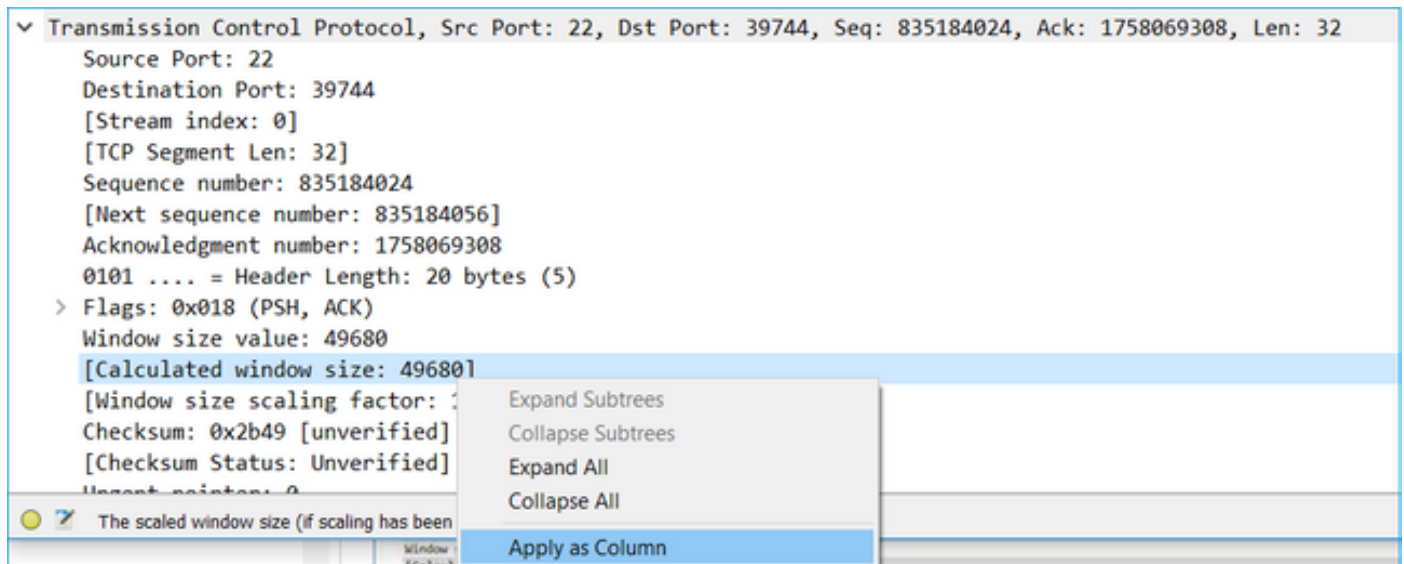 Transmission Control Protocol, Src Port: 22, Dst Port: 39744, Seq: 835184024, Ack: 1758069308, Len: 32
Source Port: 22
Destination Port: 39744
[Stream index: 0]
[TCP Segment Len: 32]
Sequence number: 835184024
[Next sequence number: 835184056]
Acknowledgment number: 1758069308
0101 .... = Header Length: 20 bytes (5)
Flags: 0x018 (PSH, ACK)
Window size value: 49680
[Calculated window size: 49680]
[Window size scaling factor:
Checksum: 0x2b49 [unverified]
[Checksum Status: Unverified]
Urgent pointer: 0
Expand Subtrees
Collapse Subtrees
Expand All
Collapse All
Apply as Column
The scaled window size (if scaling has been
Window